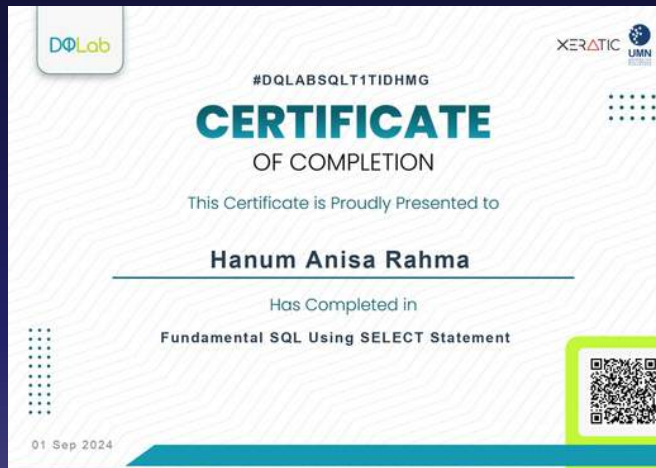 DQLab
XERATIC
UMN
#DQLABSQLT1TIDHMG
CERTIFICATE
OF COMPLETION
This Certificate is Proudly Presented to
Hanum Anisa Rahma
Has Completed in
Fundamental SQL Using SELECT Statement
01 Sep 2024